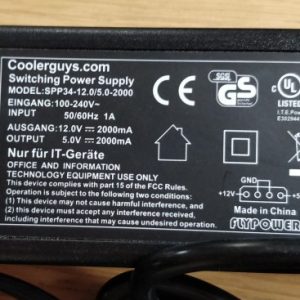 Coolerguys.com
Switching Power Supply
MODEL:SPP34-12.0/5.0-2000
EINGANG:100-240V~
INPUT 50/60Hz 1A
AUSGANG: 12.0V ⎓ 2000mA
OUTPUT 5.0V ⎓ 2000mA
Nur für IT-Geräte
OFFICE AND INFORMATION
TECHNOLOGY EQUIPMENT USE ONLY
This device complies with part 15 of the FCC Rules.
Operation is subject to the following two conditions:
(1) this device may not cause harmful interference, and
(2) this device must accept any interference received,
including interference that may cause undesired operation.
CE
SGS
GS
UL
LISTED
I.T.E.
+12V
Made in China
FLYPOWER